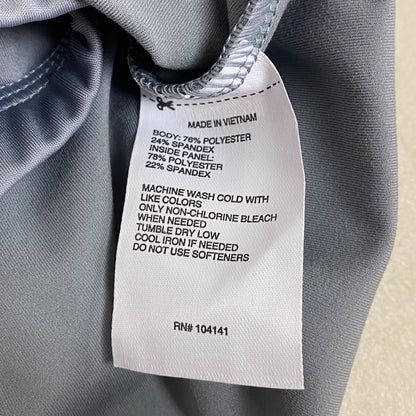 MADE IN VIETNAM
BODY: 76% POLYESTER
24% SPANDEX
INSIDE PANEL:
78% POLYESTER
22% SPANDEX
MACHINE WASH COLD WITH
LIKE COLORS
ONLY NON-CHLORINE BLEACH
WHEN NEEDED
TUMBLE DRY LOW
COOL IRON IF NEEDED
DO NOT USE SOFTENERS
RN# 104141